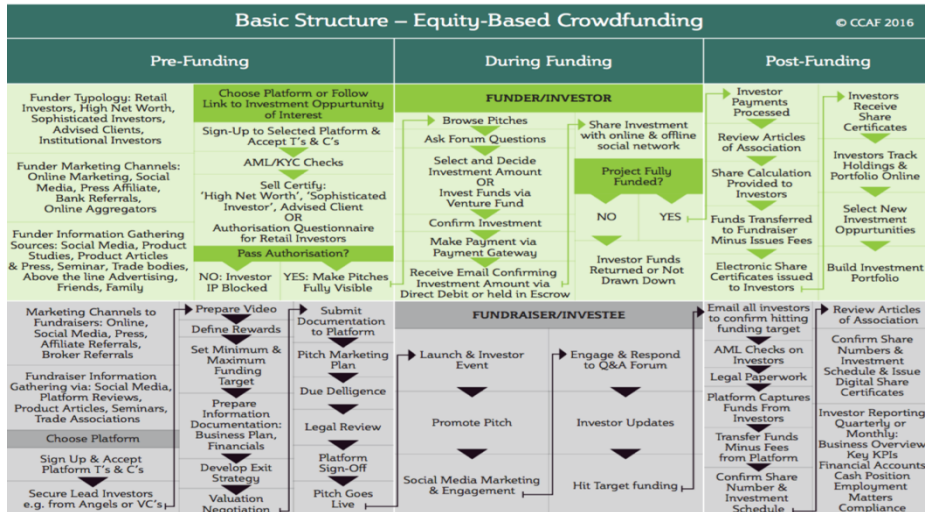 Basic Structure – Equity-Based Crowdfunding
© CCAF 2016
Pre-Funding
During Funding
Post-Funding
Funder Typology: Retail
Investors, High Net Worth,
Sophisticated Investors,
Advised Clients,
Institutional Investors
Funder Marketing Channels:
Online Marketing, Social
Media, Press Affiliate,
Bank Referrals,
Online Aggregators
Funder Information Gathering
Sources: Social Media, Product
Studies, Product Articles
& Press, Seminar, Trade bodies,
Above the line Advertising,
Friends, Family
Choose Platform or Follow
Link to Investment Oppurtunity
of Interest
Sign-Up to Selected Platform &
Accept T's & C's
AML/KYC Checks
Sell Certify:
'High Net Worth', 'Sophisticated
Investor', Advised Client
OR
Authorisation Questionnaire
for Retail Investors
Pass Authorisation?
NO: Investor
IP Blocked
YES: Make Pitches
Fully Visible
FUNDER/INVESTOR
Browse Pitches
Ask Forum Questions
Select and Decide
Investment Amount
OR
Invest Funds via
Venture Fund
Confirm Investment
Make Payment via
Payment Gateway
Receive Email Confirming
Investment Amount via
Direct Debit or held in Escrow
Share Investment
with online & offline
social network
Project Fully
Funded?
NO
YES
Investor Funds
Returned or Not
Drawn Down
Investor
Payments
Processed
Review Articles
of Association
Share Calculation
Provided to
Investors
Funds Transferred
to Fundraiser
Minus Issues Fees
Electronic Share
Certificates issued
to Investors
Investors
Receive
Share
Certificates
Investors Track
Holdings &
Portfolio Online
Select New
Investment
Oppurtunities
Build Investment
Portfolio
Marketing Channels to
Fundraisers: Online,
Social Media, Press,
Affiliate Referrals,
Broker Referrals
Fundraiser Information
Gathering via: Social Media,
Platform Reviews,
Product Articles, Seminars,
Trade Associations
Choose Platform
Sign Up & Accept
Platform T's & C's
Secure Lead Investors
e.g. from Angels or VC's
Prepare Video
Define Rewards
Set Minimum &
Maximum
Funding
Target
Prepare
Information
Documentation:
Business Plan,
Financials
Develop Exit
Strategy
Valuation
Negotiation
Submit
Documentation
to Platform
Pitch Marketing
Plan
Due Delligence
Legal Review
Platform
Sign-Off
Pitch Goes
Live
FUNDRAISER/INVESTEE
Launch & Investor
Event
Promote Pitch
Social Media Marketing
& Engagement
Engage & Respond
to Q&A Forum
Investor Updates
Hit Target funding
Email all investors
to confirm hitting
funding target
AML Checks on
Investors
Legal Paperwork
Platform Captures
Funds From
Investors
Transfer Funds
Minus Fees
from Platform
Confirm Share
Number &
Investment
Schedule
Review Articles
of Association
Confirm Share
Numbers &
Investment
Schedule & Issue
Digital Share
Certificates
Investor Reporting
Quarterly or
Monthly:
Business Overview
Key KPIs
Financial Accounts
Cash Position
Employment
Matters
Compliance